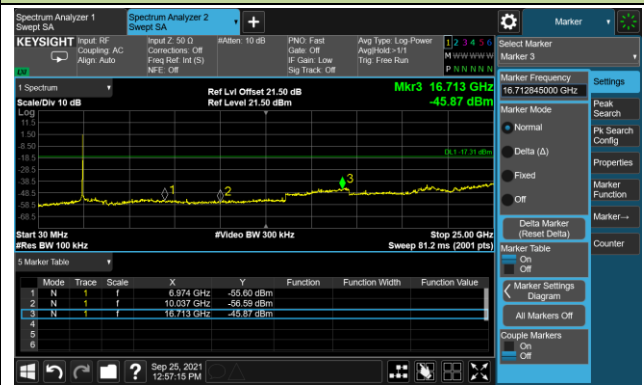 Spectrum Analyzer 1
Swept SA
Spectrum Analyzer 2
Swept SA
Marker
KEYSIGHT
Input: RF
Coupling: AC
Align: Auto
Input Z: 50 Ω
Corrections: Off
Freq Ref: Int (S)
NFE: Off
#Atten: 10 dB
PNO: Fast
Gate: Off
IF Gain: Low
Sig Track: Off
Avg Type: Log-Power
Avg|Hold:>1/1
Trig: Free Run
1 2 3 4 5 6
M W W W W W
P N N N N N
Select Marker
Marker 3
1 Spectrum
Scale/Div 10 dB
Log
Ref Lvl Offset 21.50 dB
Ref Level 21.50 dBm
Mkr3 16.713 GHz
-45.87 dBm
11.5
1.50
-8.50
-18.5
-28.5
-38.5
-48.5
-58.5
-68.5
DL1 -17.31 dBm
1
2
3
Start 30 MHz
#Res BW 100 kHz
#Video BW 300 kHz
Stop 25.00 GHz
Sweep 81.2 ms (2001 pts)
5 Marker Table
Mode Trace Scale X Y Function Function Width Function Value
1 N 1 f 6.974 GHz -55.60 dBm
2 N 1 f 10.037 GHz -56.59 dBm
3 N 1 f 16.713 GHz -45.87 dBm
4
5
6
Marker Frequency
16.712845000 GHz
Marker Mode
Normal
Delta (Δ)
Fixed
Off
Delta Marker
(Reset Delta)
Marker Table
On
Off
Marker Settings
Diagram
All Markers Off
Couple Markers
On
Off
Settings
Peak
Search
Pk Search
Config
Properties
Marker
Function
Marker→
Counter
Sep 25, 2021
12:57:15 PM